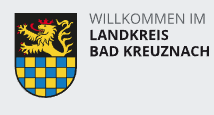 WILLKOMMEN IM
LANDKREIS
BAD KREUZNACH